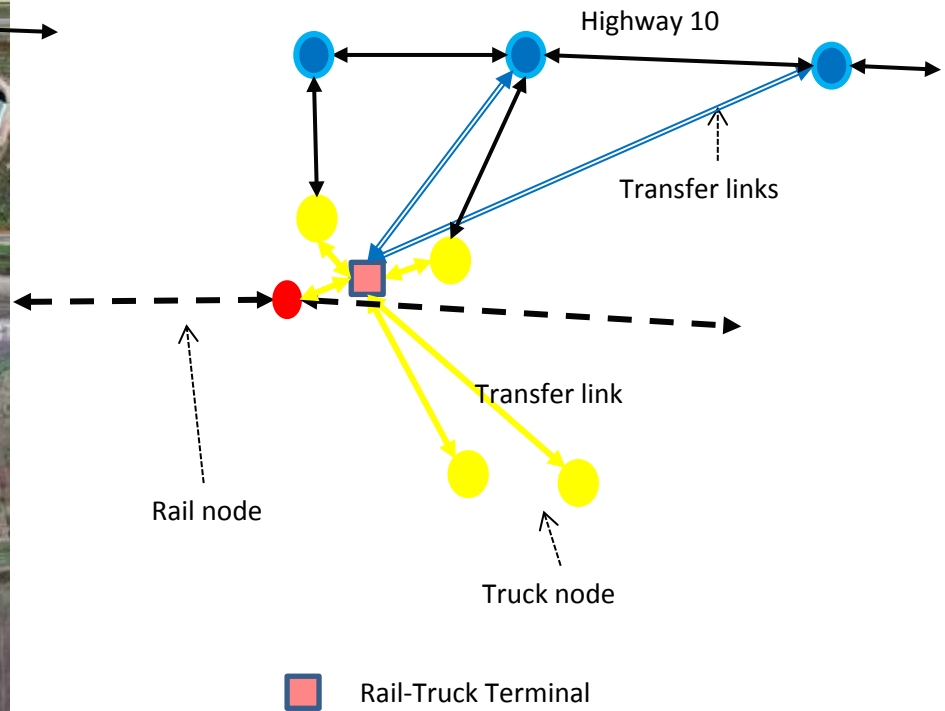 Highway 10
Transfer links
Transfer link
Rail node
Truck node
Rail-Truck Terminal